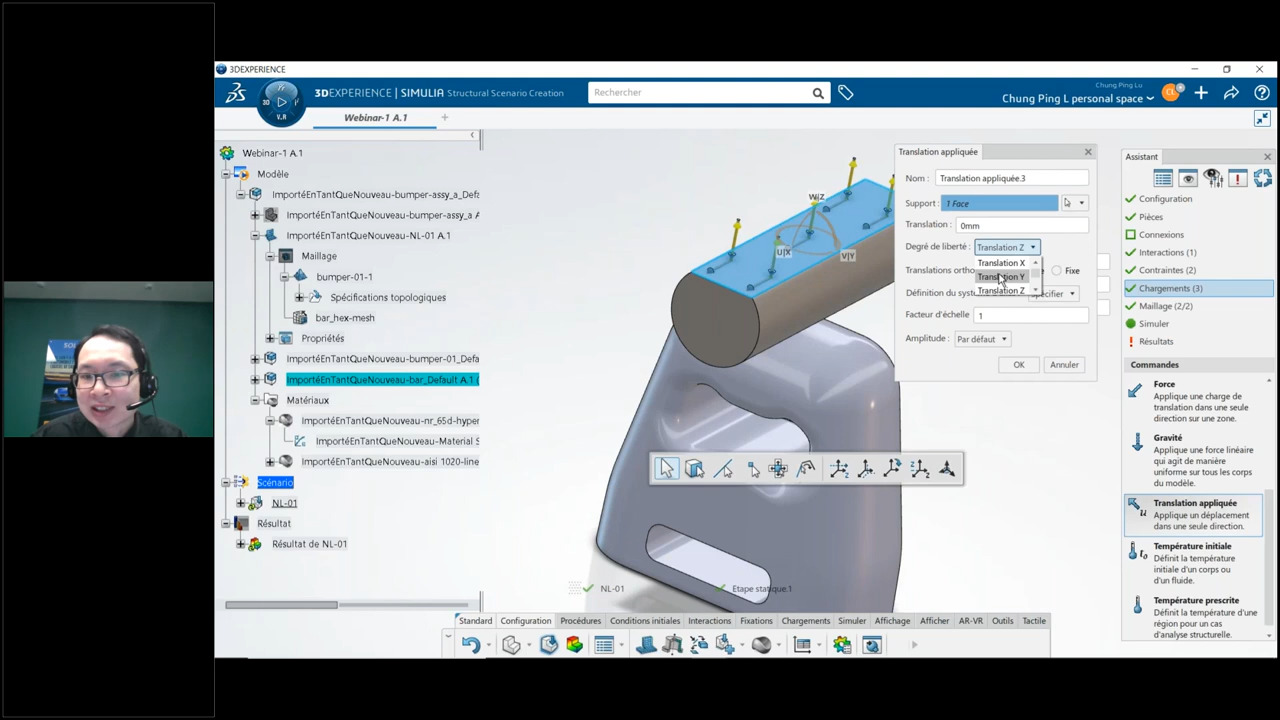 3DEXPERIENCE
3DEXPERIENCE | SIMULIA Structural Scenario Creation
Rechercher
Chung Ping Lu
Chung Ping L personal space
3D
V.R
Webinar-1 A.1
Webinar-1 A.1
Modèle
ImportéEnTantQueNouveau-bumper-assy_a_Defa
ImportéEnTantQueNouveau-bumper-assy_a A
ImportéEnTantQueNouveau-NL-01 A.1
Maillage
bumper-01-1
Spécifications topologiques
bar_hex-mesh
Propriétés
ImportéEnTantQueNouveau-bumper-01_Defa
ImportéEnTantQueNouveau-bar_Default A.1 (
Matériaux
ImportéEnTantQueNouveau-nr_65d-hyper
ImportéEnTantQueNouveau-Material S
ImportéEnTantQueNouveau-aisi 1020-line
Scénario
NL-01
Résultat
Résultat de NL-01
W|Z
U|X
V|Y
NL-01
Etape statique.1
Translation appliquée
Nom : Translation appliquée.3
Support : 1 Face
Translation : 0mm
Degré de liberté : Translation Z
Translation X
Translation Y
Translation Z
Translations ortho
Fixe
Définition du sys
Facteur d'échelle 1
Amplitude : Par défaut
OK
Annuler
Assistant
Configuration
Pièces
Connexions
Interactions (1)
Contraintes (2)
Chargements (3)
Maillage (2/2)
Simuler
Résultats
Commandes
Force
Applique une charge de
translation dans une seule
direction sur une zone.
Gravité
Applique une force linéaire
qui agit de manière
uniforme sur tous les corps
du modèle.
Translation appliquée
Applique un déplacement
dans une seule direction.
Température initiale
Définit la température
initiale d'un corps ou
d'un fluide.
Température prescrite
Définit la température d'une
région pour un cas
d'analyse structurelle.
Standard Configuration Procédures Conditions initiales Interactions Fixations Chargements Simuler Affichage Afficher AR-VR Outils Tactile